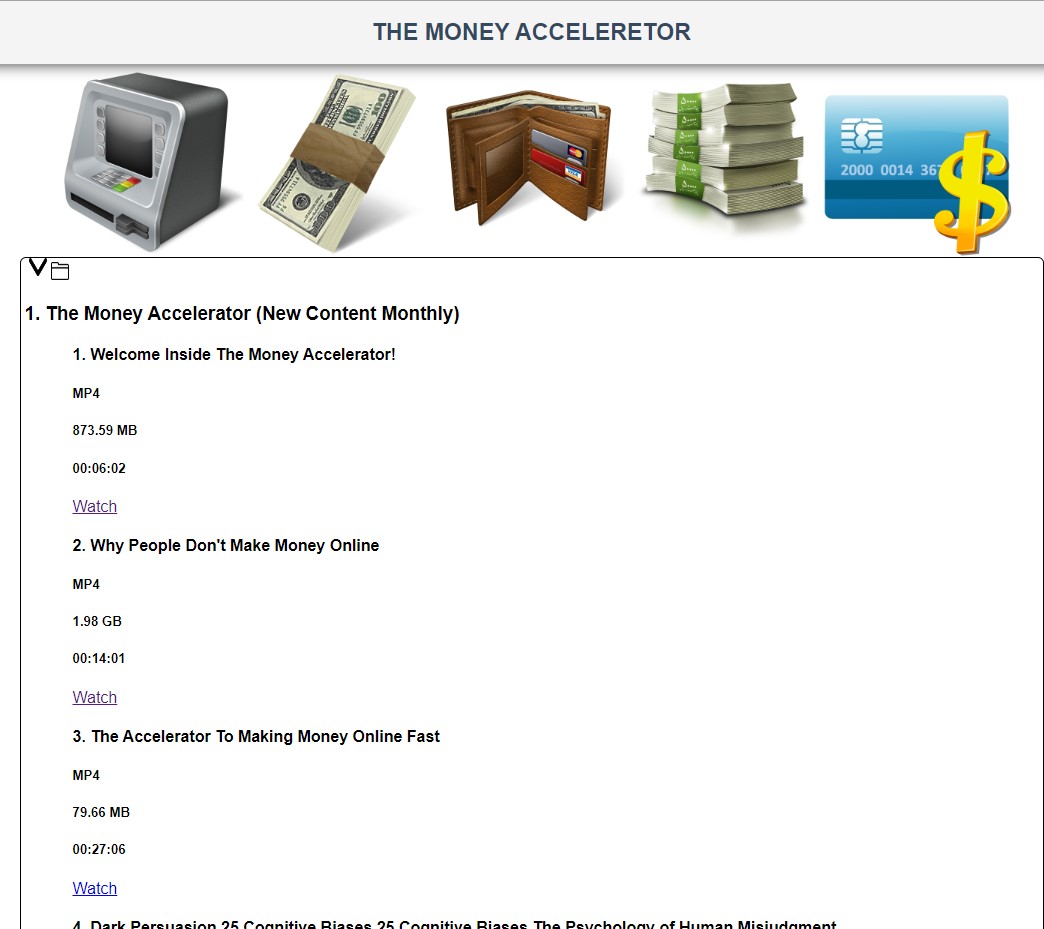 THE MONEY ACCELERETOR
2000 0014 367
1. The Money Accelerator (New Content Monthly)
1. Welcome Inside The Money Accelerator!
MP4
873.59 MB
00:06:02
Watch
2. Why People Don't Make Money Online
MP4
1.98 GB
00:14:01
Watch
3. The Accelerator To Making Money Online Fast
MP4
79.66 MB
00:27:06
Watch
4. Dark Persuasion 25 Cognitive Biases 25 Cognitive Biases The Psychology of Human Misjudgment